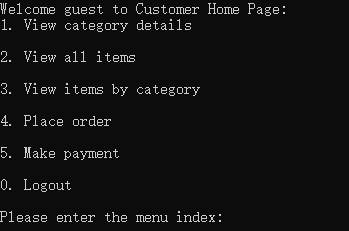 Welcome guest to Customer Home Page:
1. View category details
2. View all items
3. View items by category
4. Place order
5. Make payment
0. Logout
Please enter the menu index: